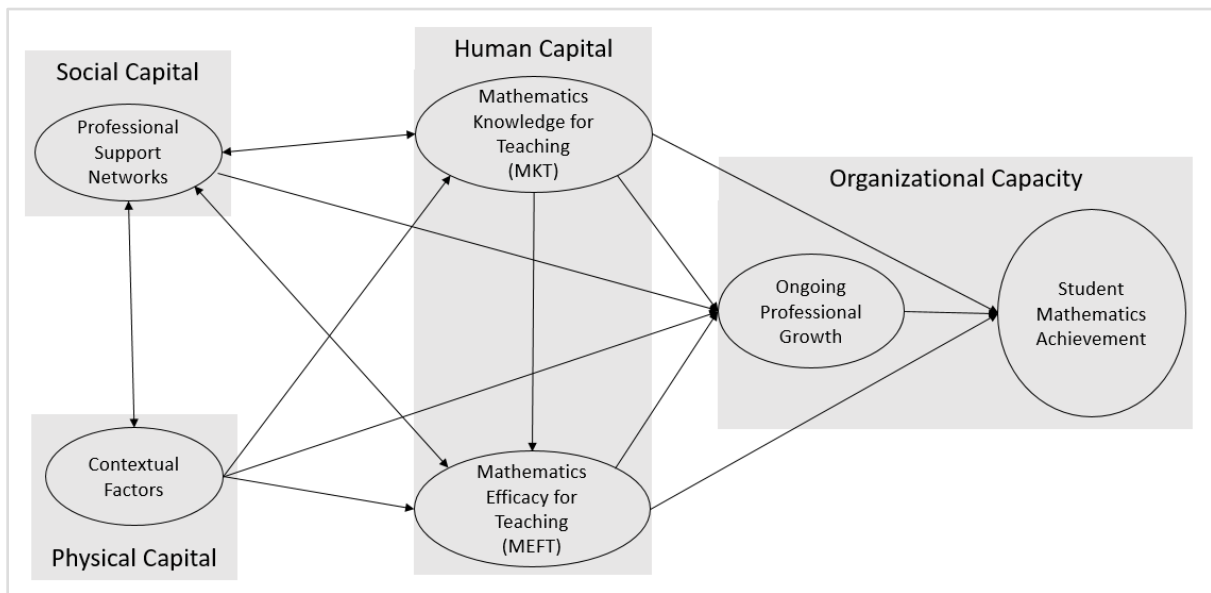 Social Capital
Professional
Support
Networks
Contextual
Factors
Physical Capital
Human Capital
Mathematics
Knowledge for
Teaching
(MKT)
Mathematics
Efficacy for
Teaching
(MEFT)
Organizational Capacity
Ongoing
Professional
Growth
Student
Mathematics
Achievement